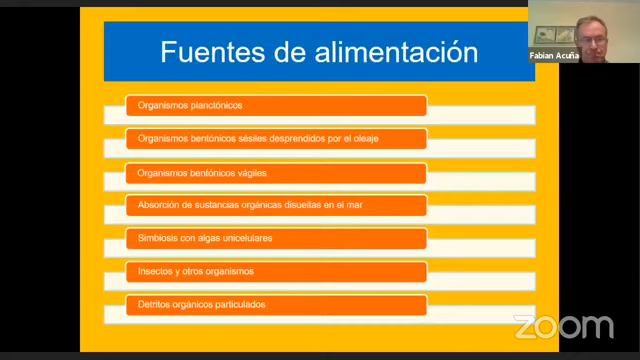 Fuentes de alimentación
Fabian Acuña
Organismos planctónicos
Organismos bentónicos sésiles desprendidos por el oleaje
Organismos bentónicos vágiles
Absorción de sustancias orgánicas disueltas en el mar
Simbiosis con algas unicelulares
Insectos y otros organismos
Detritos orgánicos particulados
zoom